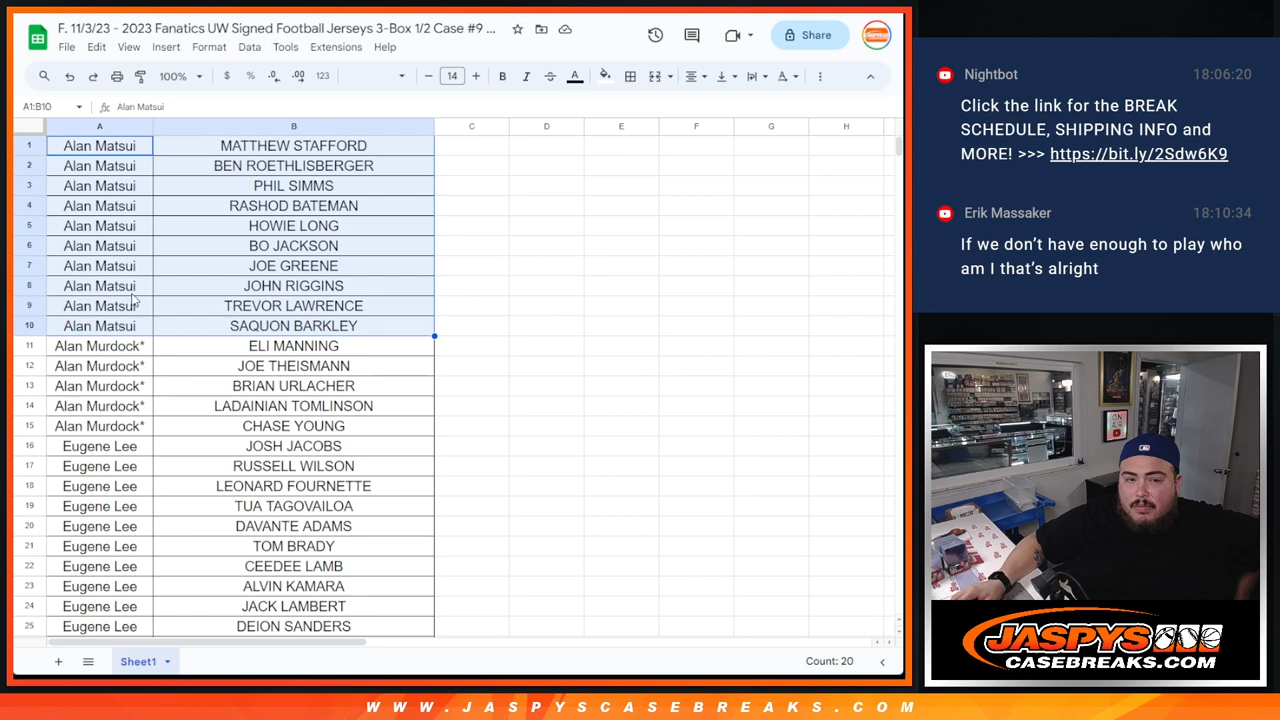 F. 11/3/23 - 2023 Fanatics UW Signed Football Jerseys 3-Box 1/2 Case #9 ...
File Edit View Insert Format Data Tools Extensions Help
Share
100% $ % .0 .00 123 14 B I S A
A1:B10 fx Alan Matsui
A B C D E F G H
1 Alan Matsui MATTHEW STAFFORD
2 Alan Matsui BEN ROETHLISBERGER
3 Alan Matsui PHIL SIMMS
4 Alan Matsui RASHOD BATEMAN
5 Alan Matsui HOWIE LONG
6 Alan Matsui BO JACKSON
7 Alan Matsui JOE GREENE
8 Alan Matsui JOHN RIGGINS
9 Alan Matsui TREVOR LAWRENCE
10 Alan Matsui SAQUON BARKLEY
11 Alan Murdock* ELI MANNING
12 Alan Murdock* JOE THEISMANN
13 Alan Murdock* BRIAN URLACHER
14 Alan Murdock* LADAINIAN TOMLINSON
15 Alan Murdock* CHASE YOUNG
16 Eugene Lee JOSH JACOBS
17 Eugene Lee RUSSELL WILSON
18 Eugene Lee LEONARD FOURNETTE
19 Eugene Lee TUA TAGOVAILOA
20 Eugene Lee DAVANTE ADAMS
21 Eugene Lee TOM BRADY
22 Eugene Lee CEEDEE LAMB
23 Eugene Lee ALVIN KAMARA
24 Eugene Lee JACK LAMBERT
25 Eugene Lee DEION SANDERS
Sheet1
Count: 20
Nightbot 18:06:20
Click the link for the BREAK
SCHEDULE, SHIPPING INFO and
MORE! >>> https://bit.ly/2Sdw6K9
Erik Massaker 18:10:34
If we don't have enough to play who
am I that's alright
ON
AIR
JASPYS
CASEBREAKS.COM
WWW.JASPYSCASEBREAKS.COM